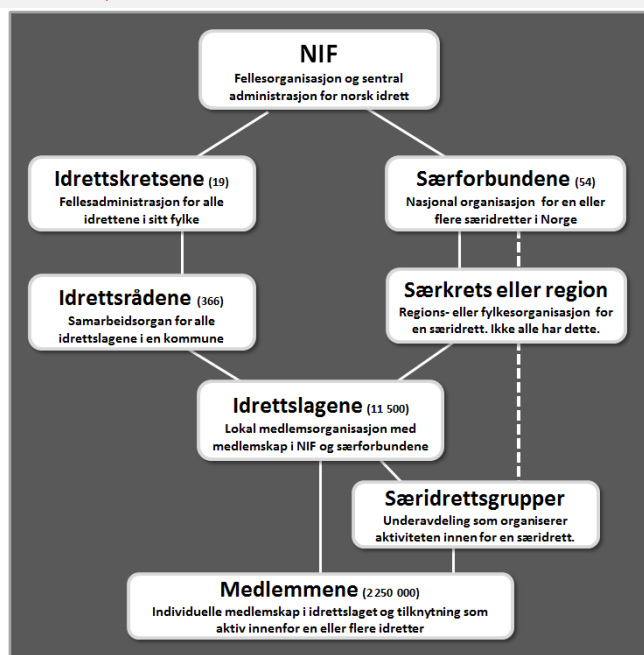 NIF
Fellesorganisasjon og sentral
administrasjon for norsk idrett
Idrettskretsene (19)
Fellesadministrasjon for alle
idrettene i sitt fylke
Særforbundene (54)
Nasjonal organisasjon for en eller
flere særidretter i Norge
Idrettsrådene (366)
Samarbeidsorgan for alle
idrettslagene i en kommune
Særkrets eller region
Regions- eller fylkesorganisasjon for
en særidrett. Ikke alle har dette.
Idrettslagene (11 500)
Lokal medlemsorganisasjon med
medlemskap i NIF og særforbundene
Særidrettsgrupper
Underavdeling som organiserer
aktiviteten innen for en særidrett.
Medlemmene (2 250 000)
Individuelle medlemskap i idrettslaget og tilknytning som
aktiv innenfor en eller flere idretter